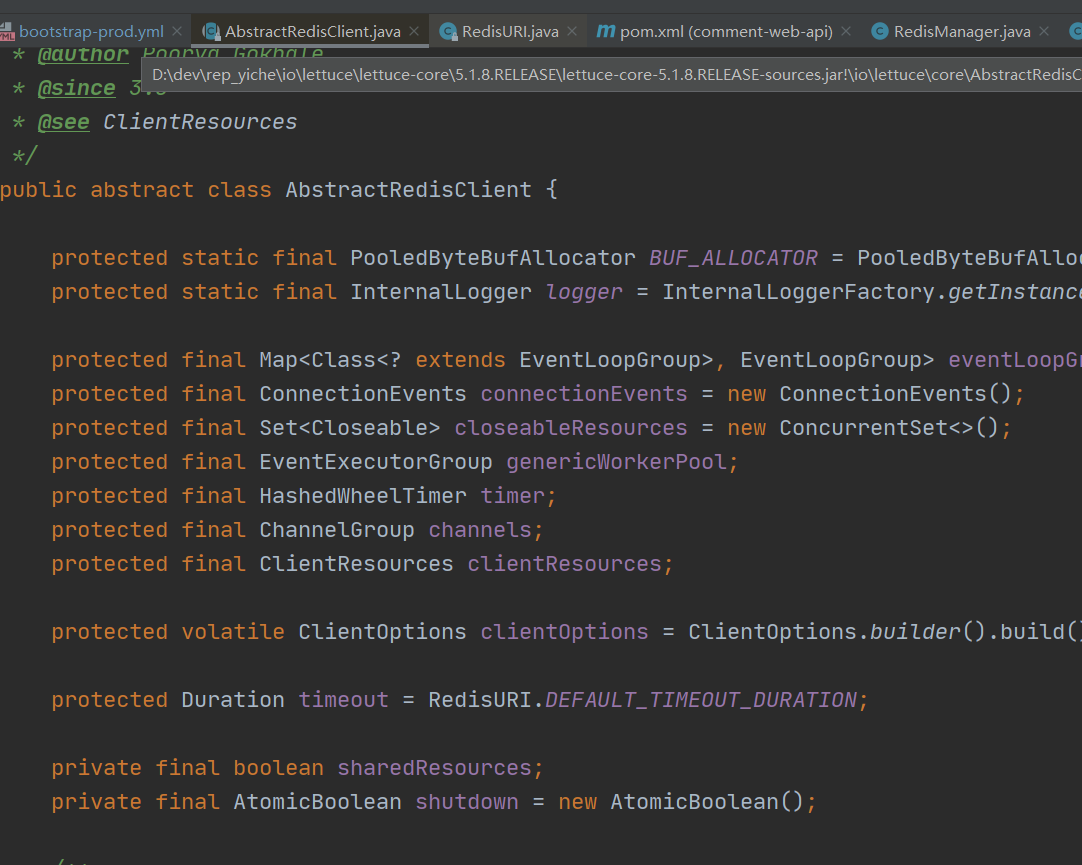 bootstrap-prod.yml AbstractRedisClient.java RedisURI.java pom.xml (comment-web-api) RedisManager.java
* @author Poorva Gokhale
D:\dev\rep_yiche\io\lettuce\lettuce-core\5.1.8.RELEASE\lettuce-core-5.1.8.RELEASE-sources.jar!\io\lettuce\core\AbstractRedisC
* @since 3.0
* @see ClientResources
*/
public abstract class AbstractRedisClient {
protected static final PooledByteBufAllocator BUF_ALLOCATOR = PooledByteBufAlloc
protected static final InternalLogger logger = InternalLoggerFactory.getInstance
protected final Map<Class<? extends EventLoopGroup>, EventLoopGroup> eventLoopGr
protected final ConnectionEvents connectionEvents = new ConnectionEvents();
protected final Set<Closeable> closeableResources = new ConcurrentSet<>();
protected final EventExecutorGroup genericWorkerPool;
protected final HashedWheelTimer timer;
protected final ChannelGroup channels;
protected final ClientResources clientResources;
protected volatile ClientOptions clientOptions = ClientOptions.builder().build()
protected Duration timeout = RedisURI.DEFAULT_TIMEOUT_DURATION;
private final boolean sharedResources;
private final AtomicBoolean shutdown = new AtomicBoolean();